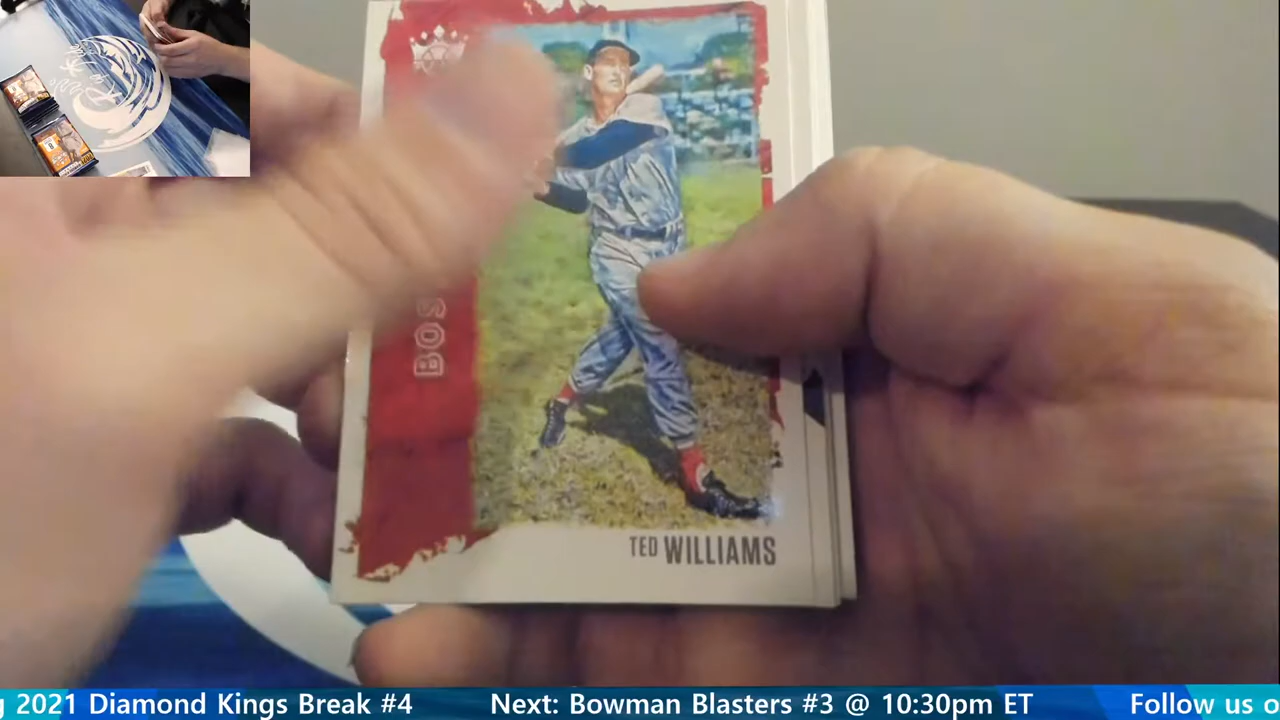 BOS
TED WILLIAMS
g 2021 Diamond Kings Break #4 Next: Bowman Blasters #3 @ 10:30pm ET Follow us o